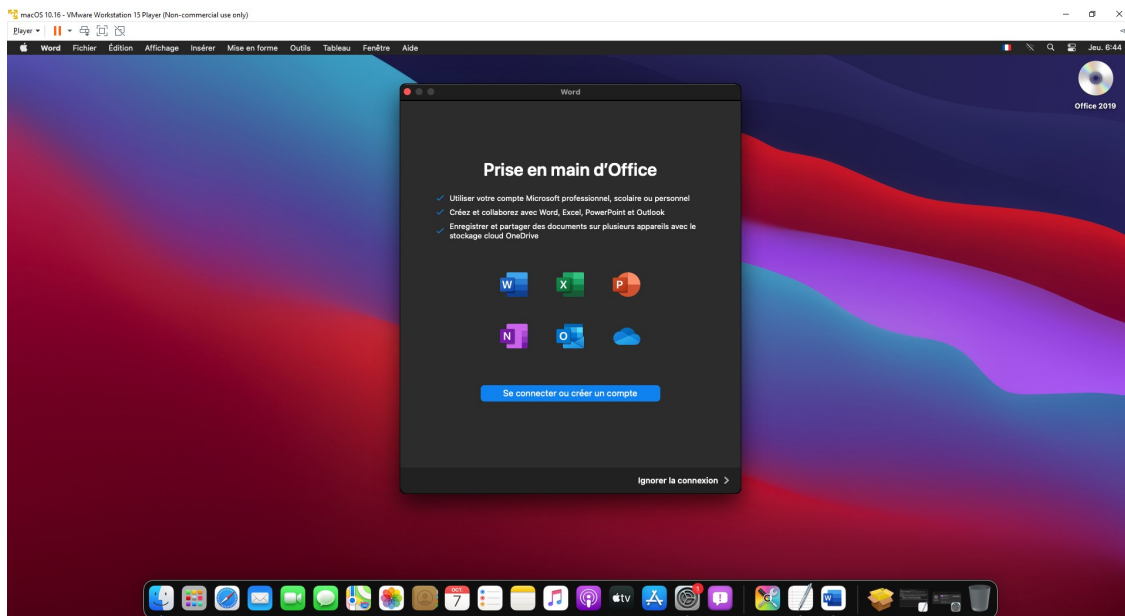 macOS 10.16 - VMware Workstation 15 Player (Non-commercial use only)
Player
Word Fichier Édition Affichage Insérer Mise en forme Outils Tableau Fenêtre Aide
Jeu. 6:44
Office 2019
Word
Prise en main d'Office
Utiliser votre compte Microsoft professionnel, scolaire ou personnel
Créez et collaborez avec Word, Excel, PowerPoint et Outlook
Enregistrer et partager des documents sur plusieurs appareils avec le
stockage cloud OneDrive
W X P
N O
Se connecter ou créer un compte
Ignorer la connexion
OCT.
7
tv
1
W